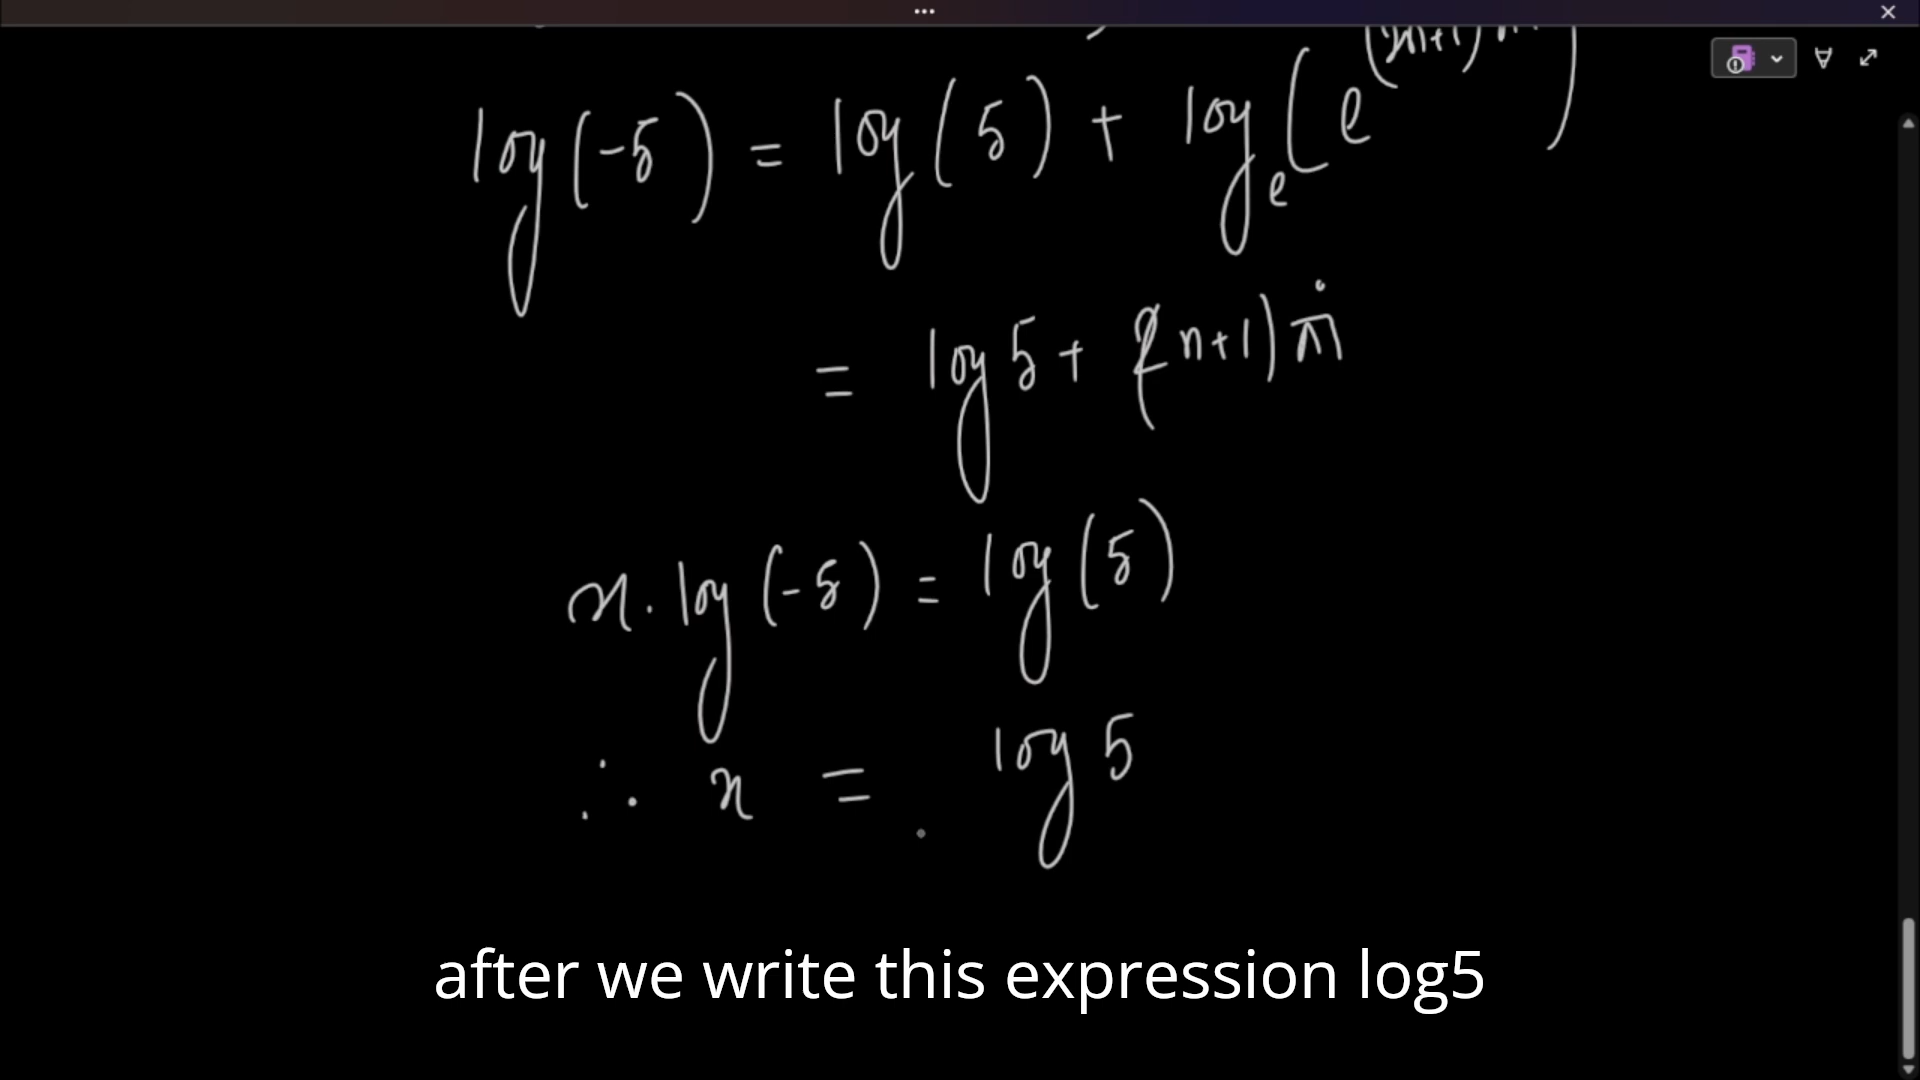 log(-5) = log(5) + log_e(e^(2n+1)πi)
= log 5 + (2n+1)πi
x. log(-5) = log(5)
∴ x = log 5
after we write this expression log5